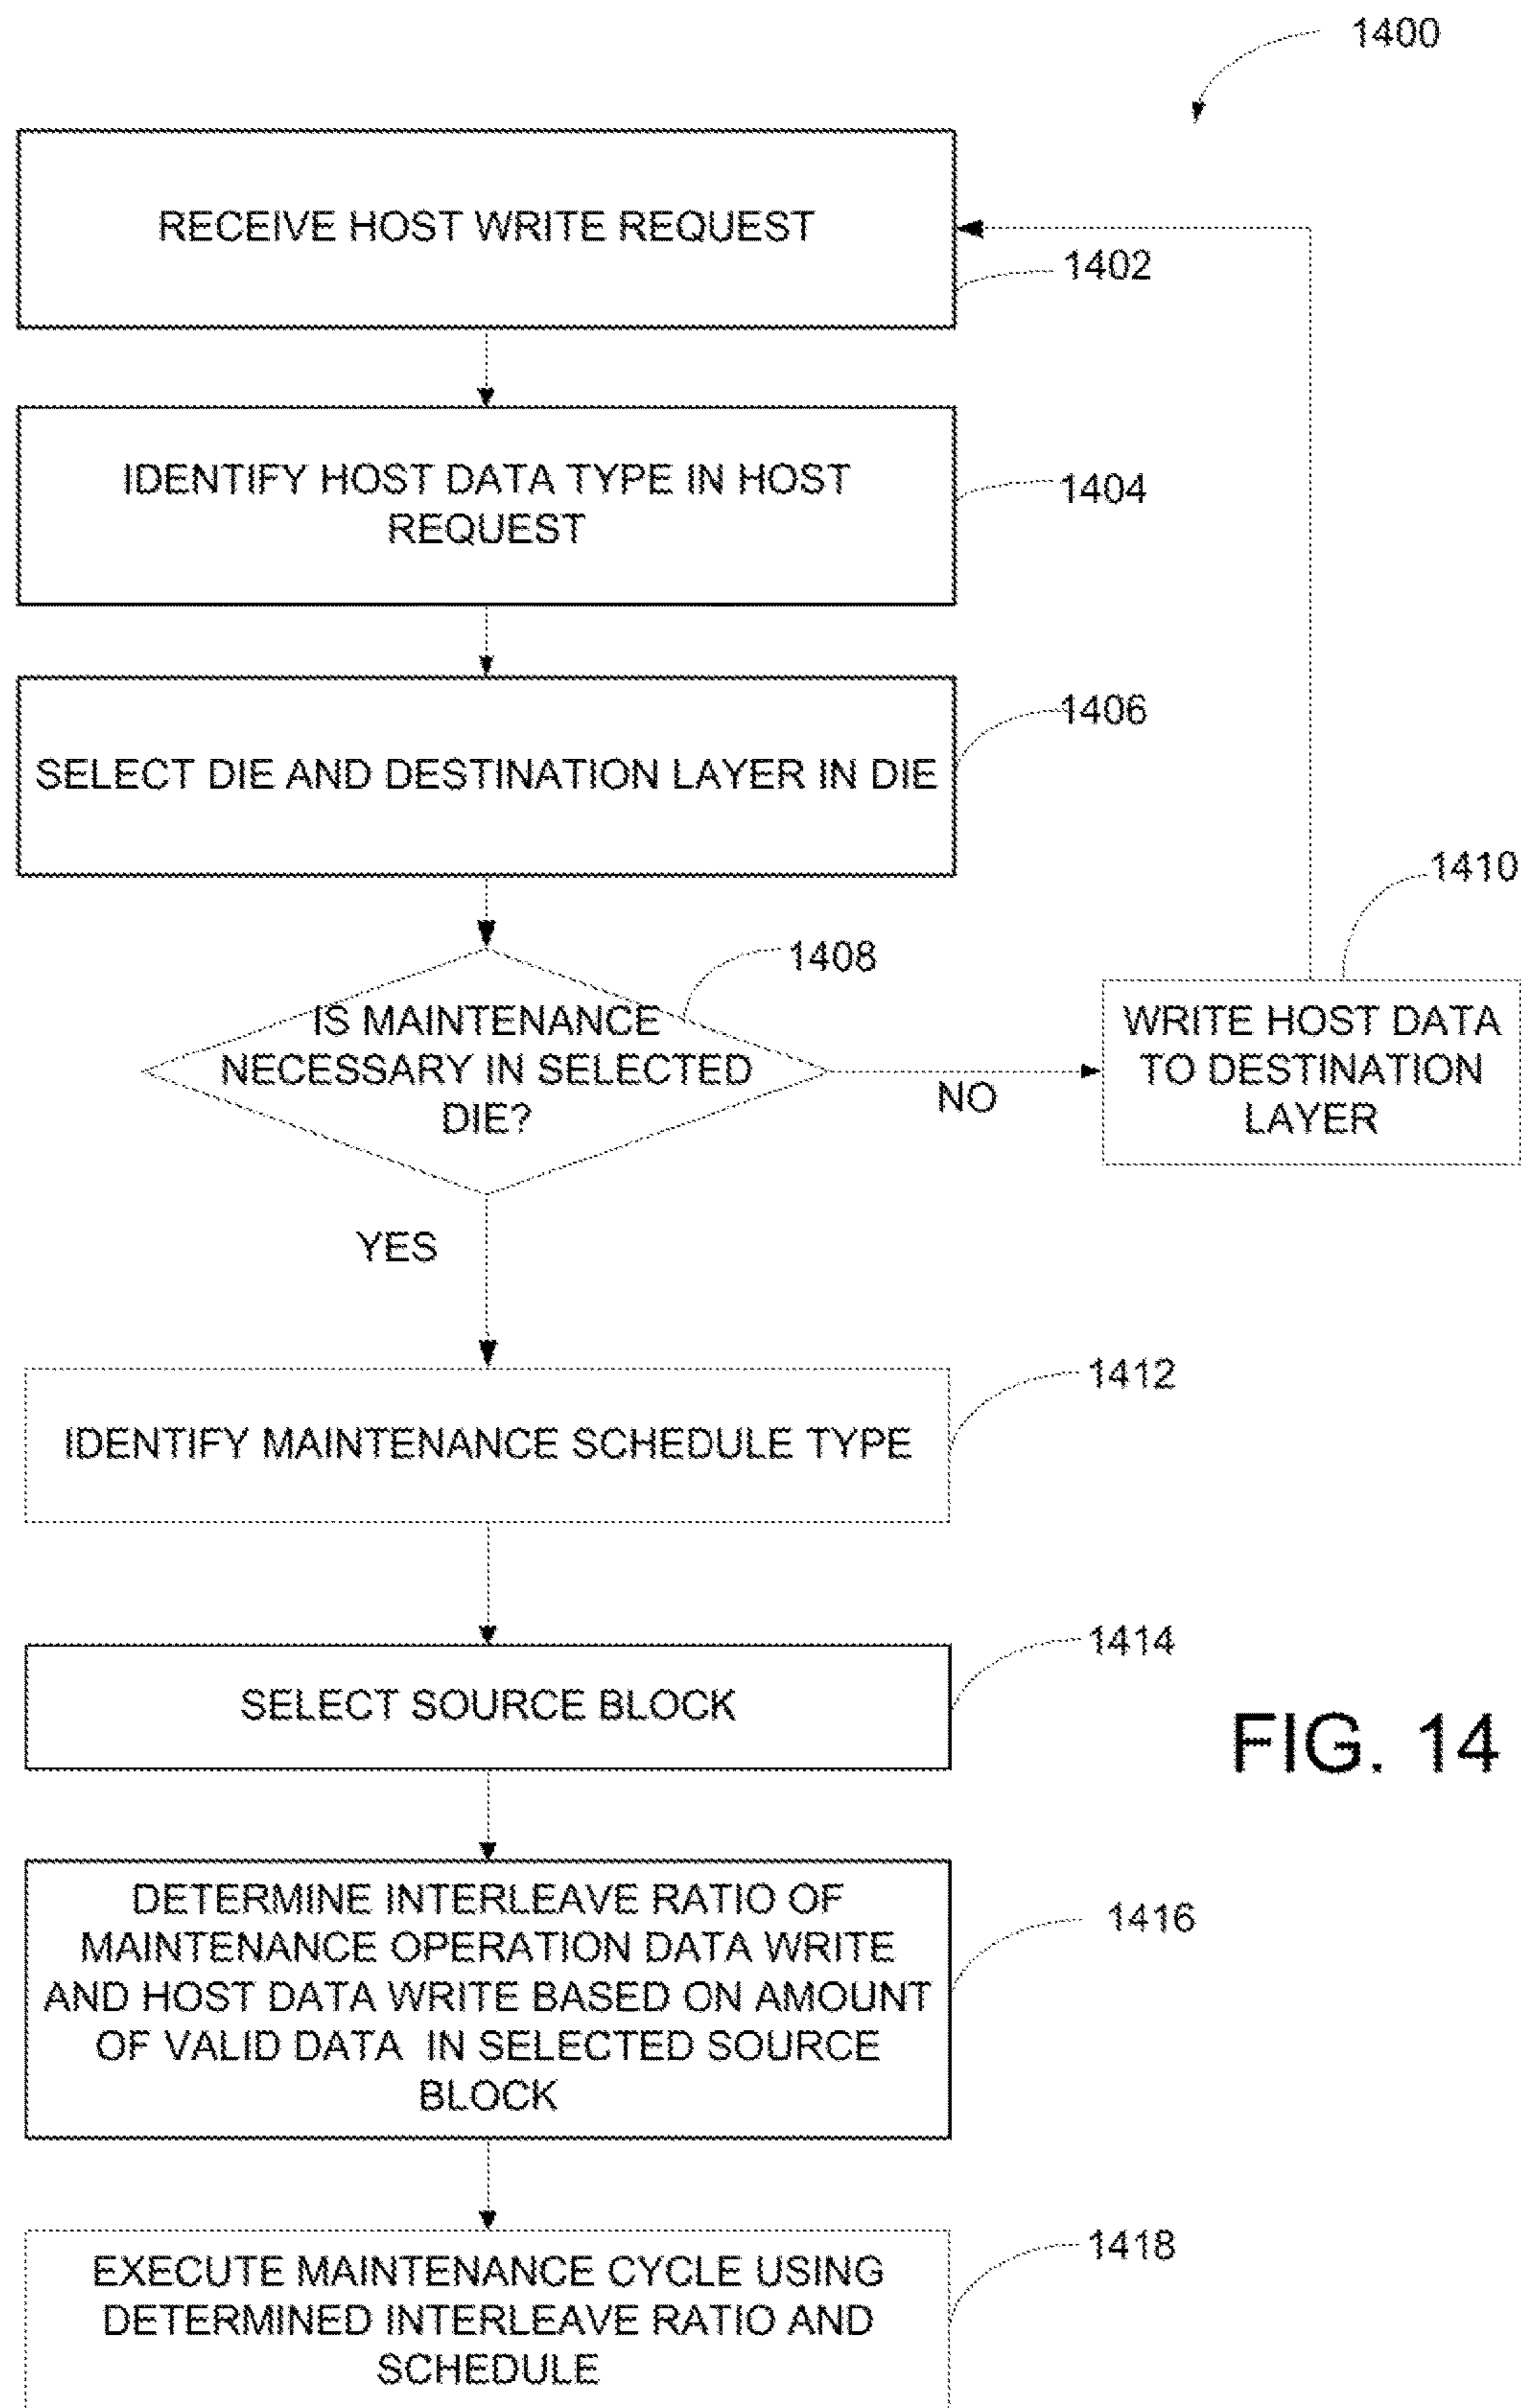 1400
RECEIVE HOST WRITE REQUEST
1402
IDENTIFY HOST DATA TYPE IN HOST
REQUEST
1404
SELECT DIE AND DESTINATION LAYER IN DIE
1406
IS MAINTENANCE
NECESSARY IN SELECTED
DIE?
1408
NO
1410
WRITE HOST DATA
TO DESTINATION
LAYER
YES
IDENTIFY MAINTENANCE SCHEDULE TYPE
1412
SELECT SOURCE BLOCK
1414
FIG. 14
DETERMINE INTERLEAVE RATIO OF
MAINTENANCE OPERATION DATA WRITE
AND HOST DATA WRITE BASED ON AMOUNT
OF VALID DATA IN SELECTED SOURCE
BLOCK
1416
EXECUTE MAINTENANCE CYCLE USING
DETERMINED INTERLEAVE RATIO AND
SCHEDULE
1418